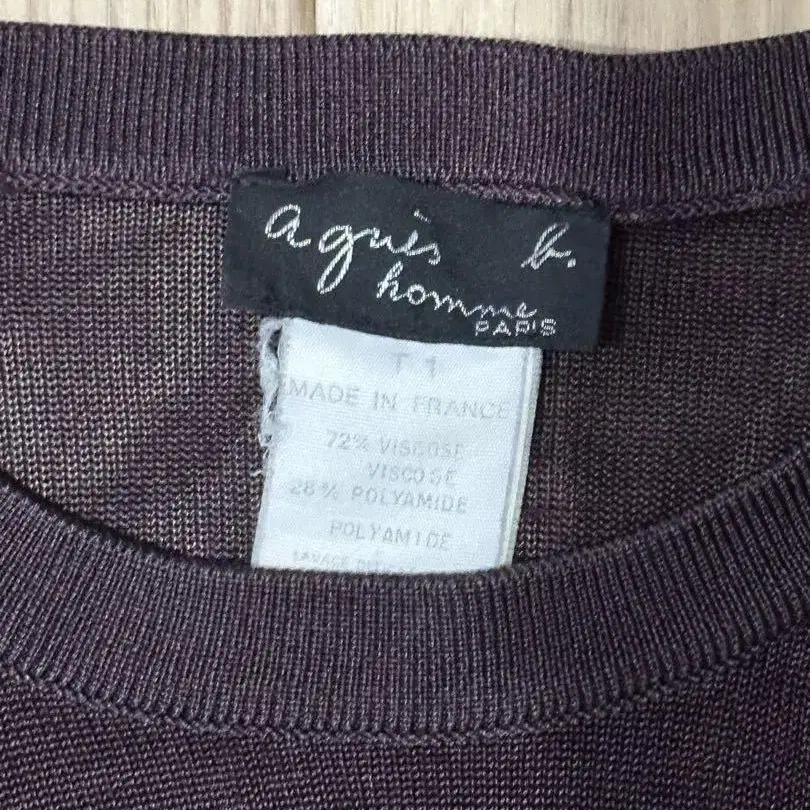 agnès b.
homme
PARIS
T 1
MADE IN FRANCE
72% VISCOSE
VISCOSE
28% POLYAMIDE
POLYAMIDE